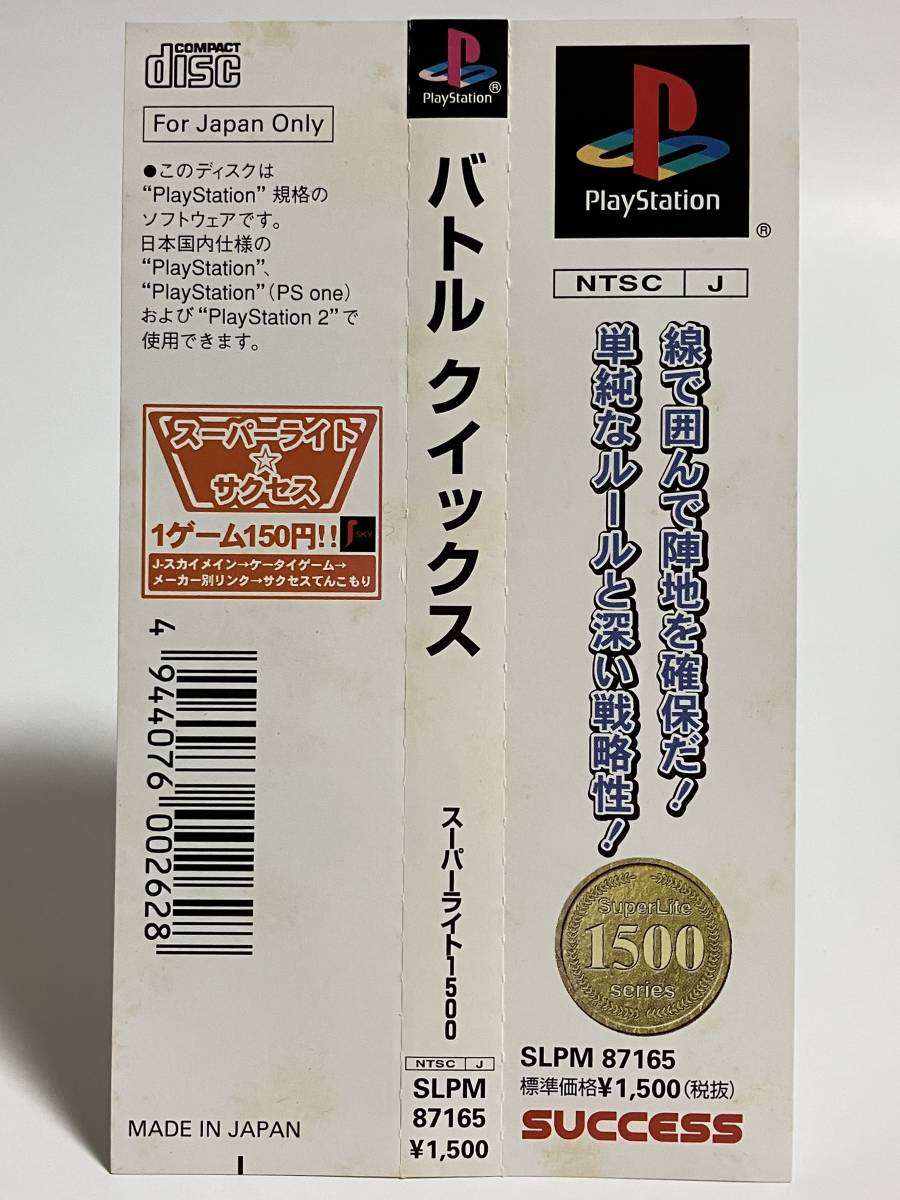 COMPACT
disc
For Japan Only
●このディスクは
“PlayStation” 規格の
ソフトウェアです。
日本国内仕様の
“PlayStation”、
“PlayStation”（PS one）
および“PlayStation 2”で
使用できます。
スーパーライト
☆
サクセス
1ゲーム150円!!
J SKY
J-スカイメイン→ケータイゲーム→
メーカー別リンク→サクセスてんこもり
4 944076 002628
MADE IN JAPAN
PlayStation
®
バトル クイックス
スーパーライト1500
NTSC J
SLPM
87165
¥1,500
PlayStation
®
NTSC J
線で囲んで陣地を確保だ！
単純なルールと深い戦略性！
SuperLite
1500
series
SLPM 87165
標準価格¥1,500（税抜）
SUCCESS